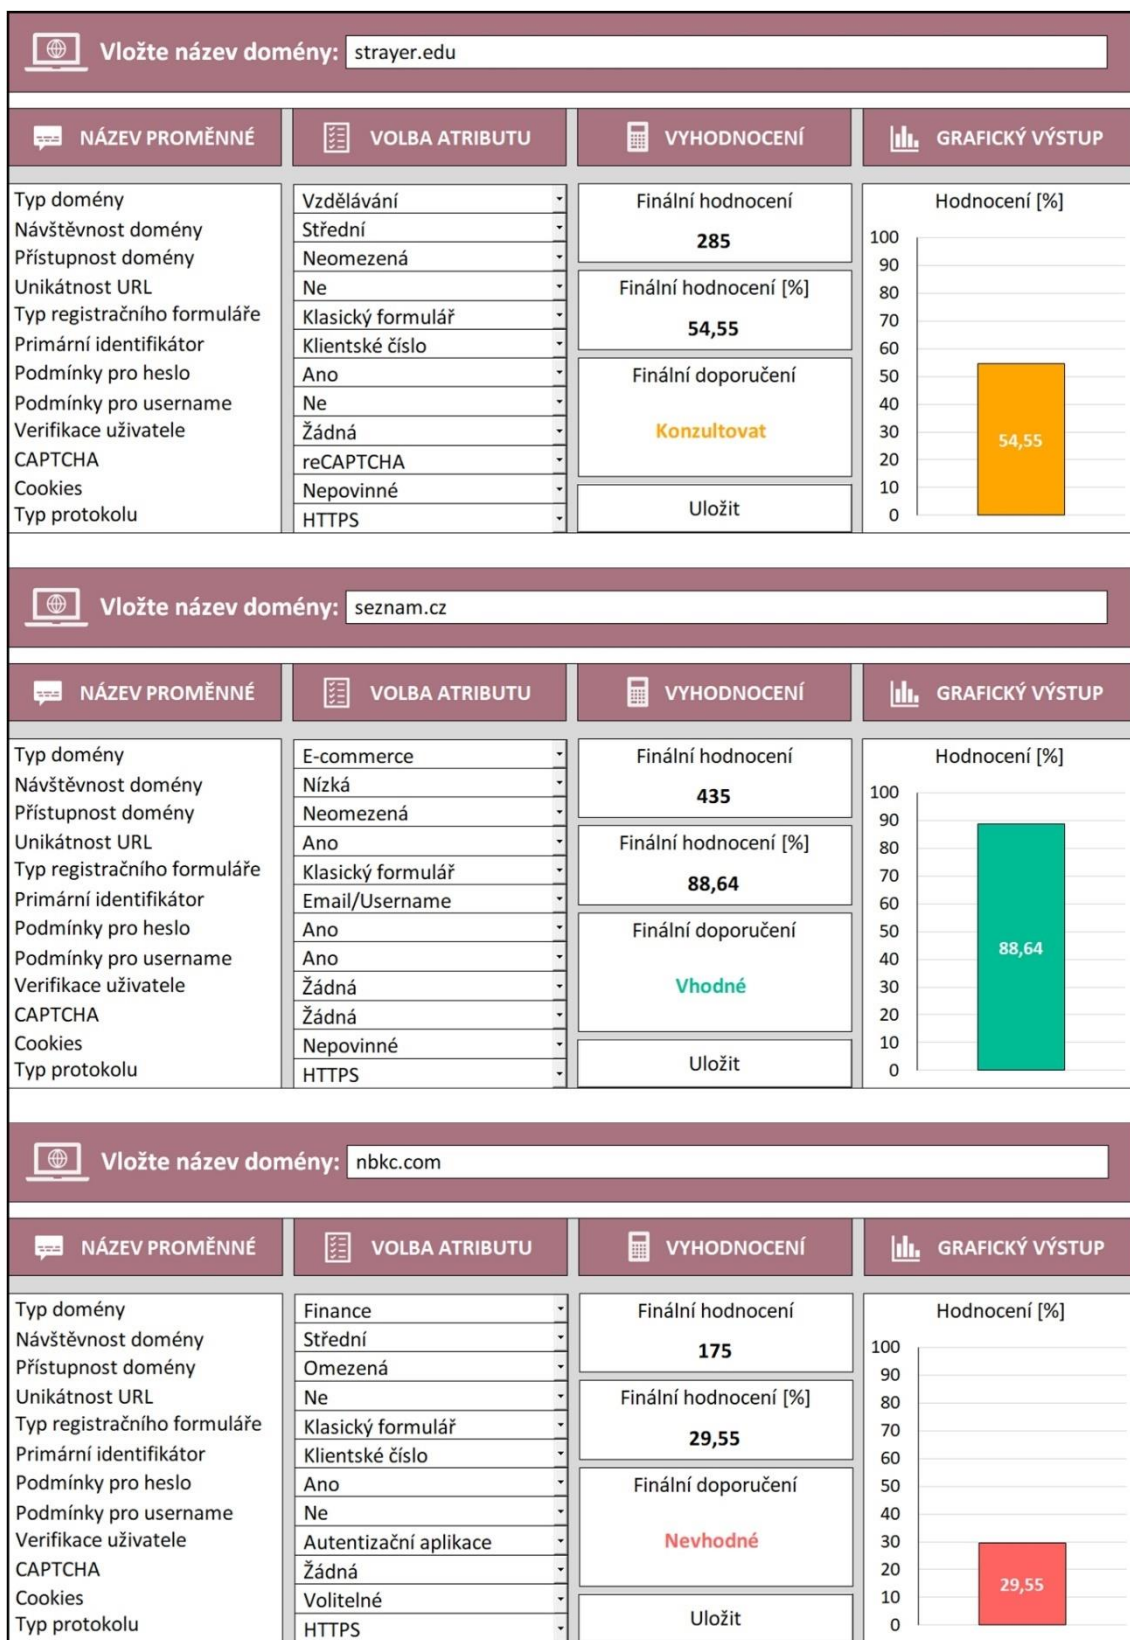 Vložte název domény: strayer.edu
NÁZEV PROMĚNNÉ VOLBA ATRIBUTU VYHODNOCENÍ GRAFICKÝ VÝSTUP
Typ domény Vzdělávání
Návštěvnost domény Střední
Přístupnost domény Neomezená
Unikátnost URL Ne
Typ registračního formuláře Klasický formulář
Primární identifikátor Klientské číslo
Podmínky pro heslo Ano
Podmínky pro username Ne
Verifikace uživatele Žádná
CAPTCHA reCAPTCHA
Cookies Nepovinné
Typ protokolu HTTPS
Finální hodnocení
285
Finální hodnocení [%]
54,55
Finální doporučení
Konzultovat
Uložit
Hodnocení [%]
100
90
80
70
60
50
40
30
20
10
0
54,55
Vložte název domény: seznam.cz
NÁZEV PROMĚNNÉ VOLBA ATRIBUTU VYHODNOCENÍ GRAFICKÝ VÝSTUP
Typ domény E-commerce
Návštěvnost domény Nízká
Přístupnost domény Neomezená
Unikátnost URL Ano
Typ registračního formuláře Klasický formulář
Primární identifikátor Email/Username
Podmínky pro heslo Ano
Podmínky pro username Ano
Verifikace uživatele Žádná
CAPTCHA Žádná
Cookies Nepovinné
Typ protokolu HTTPS
Finální hodnocení
435
Finální hodnocení [%]
88,64
Finální doporučení
Vhodné
Uložit
Hodnocení [%]
100
90
80
70
60
50
40
30
20
10
0
88,64
Vložte název domény: nbkc.com
NÁZEV PROMĚNNÉ VOLBA ATRIBUTU VYHODNOCENÍ GRAFICKÝ VÝSTUP
Typ domény Finance
Návštěvnost domény Střední
Přístupnost domény Omezená
Unikátnost URL Ne
Typ registračního formuláře Klasický formulář
Primární identifikátor Klientské číslo
Podmínky pro heslo Ano
Podmínky pro username Ne
Verifikace uživatele Autentizační aplikace
CAPTCHA Žádná
Cookies Volitelné
Typ protokolu HTTPS
Finální hodnocení
175
Finální hodnocení [%]
29,55
Finální doporučení
Nevhodné
Uložit
Hodnocení [%]
100
90
80
70
60
50
40
30
20
10
0
29,55